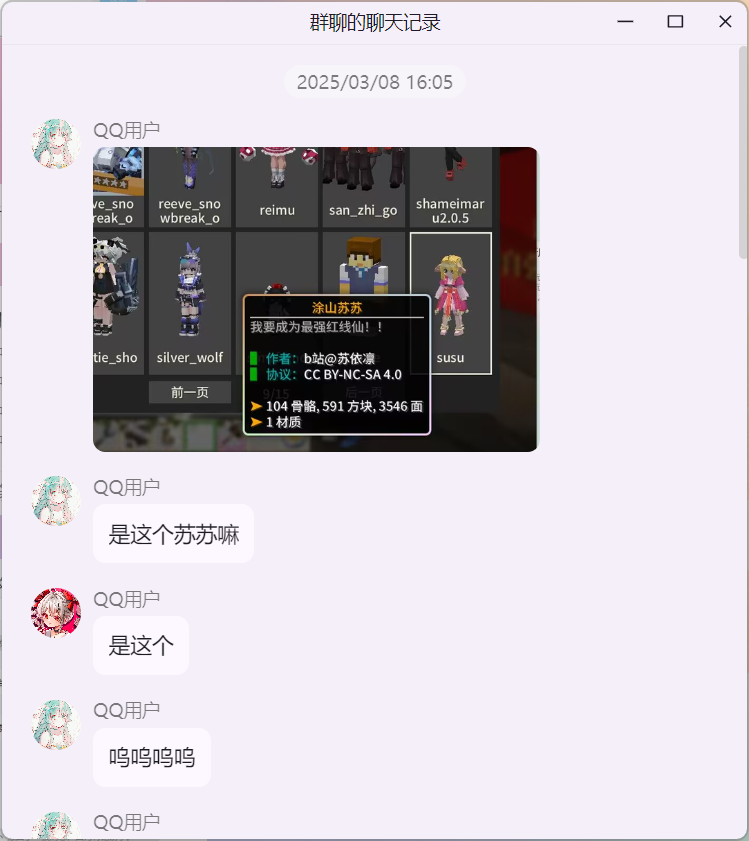 群聊的聊天记录
2025/03/08 16:05
QQ用户
ve_sno
reak_o
reeve_sno
wbreak_o
reimu
san_zhi_go
shameimar
u2.0.5
tie_sho
silver_wolf
susu
涂山苏苏
我要成为最强红线仙！！
作者：b站@苏依凛
协议：CC BY-NC-SA 4.0
104 骨骼, 591 方块, 3546 面
1 材质
前一页
后一页
QQ用户
是这个苏苏嘛
QQ用户
是这个
QQ用户
呜呜呜呜
QQ用户